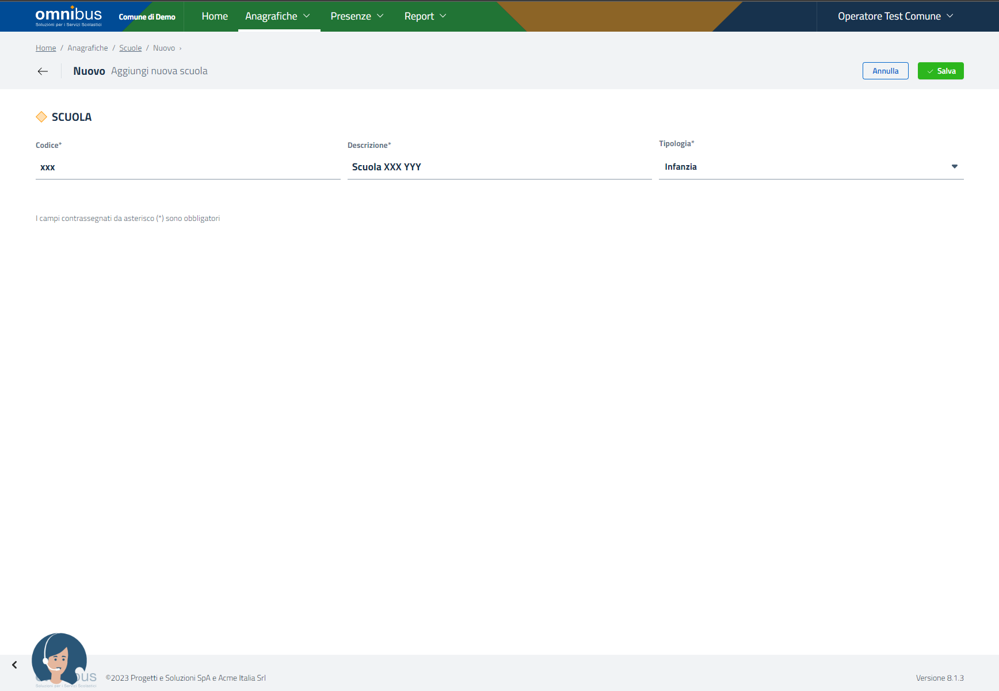 omnibus
Soluzioni per i Servizi Scolastici
Comune di Demo
Home
Anagrafiche
Presenze
Report
Operatore Test Comune
Home / Anagrafiche / Scuole / Nuovo ›
Nuovo Aggiungi nuova scuola
Annulla
Salva
SCUOLA
Codice*
Descrizione*
Tipologia*
xxx
Scuola XXX YYY
Infanzia
I campi contrassegnati da asterisco (*) sono obbligatori
bus
Soluzioni per i Servizi Scolastici
©2023 Progetti e Soluzioni SpA e Acme Italia Srl
Versione 8.1.3